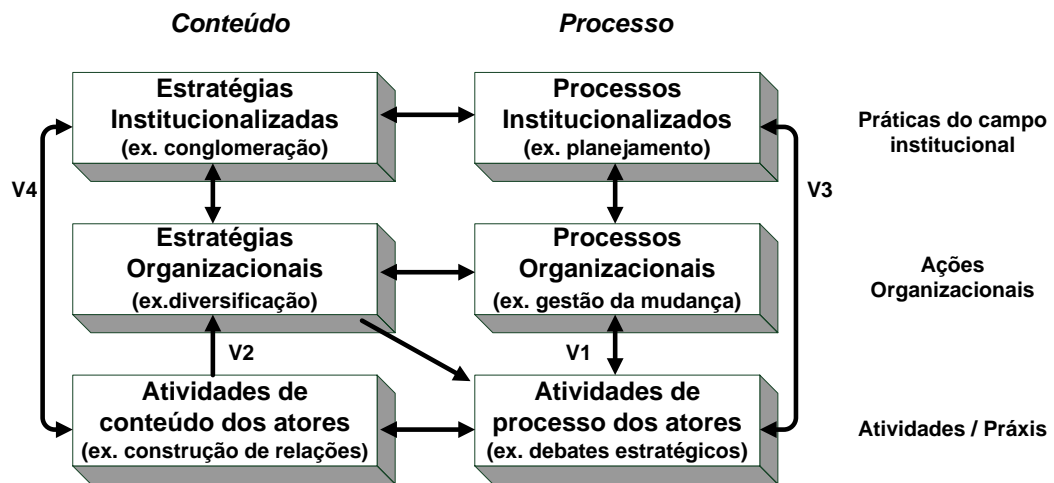 Conteúdo
Processo
Estratégias
Institucionalizadas
(ex. conglomeração)
Processos
Institucionalizados
(ex. planejamento)
Práticas do campo
institucional
V4
V3
Estratégias
Organizacionais
(ex.diversificação)
Processos
Organizacionais
(ex. gestão da mudança)
Ações
Organizacionais
V2
V1
Atividades de
conteúdo dos atores
(ex. construção de relações)
Atividades de
processo dos atores
(ex. debates estratégicos)
Atividades / Práxis